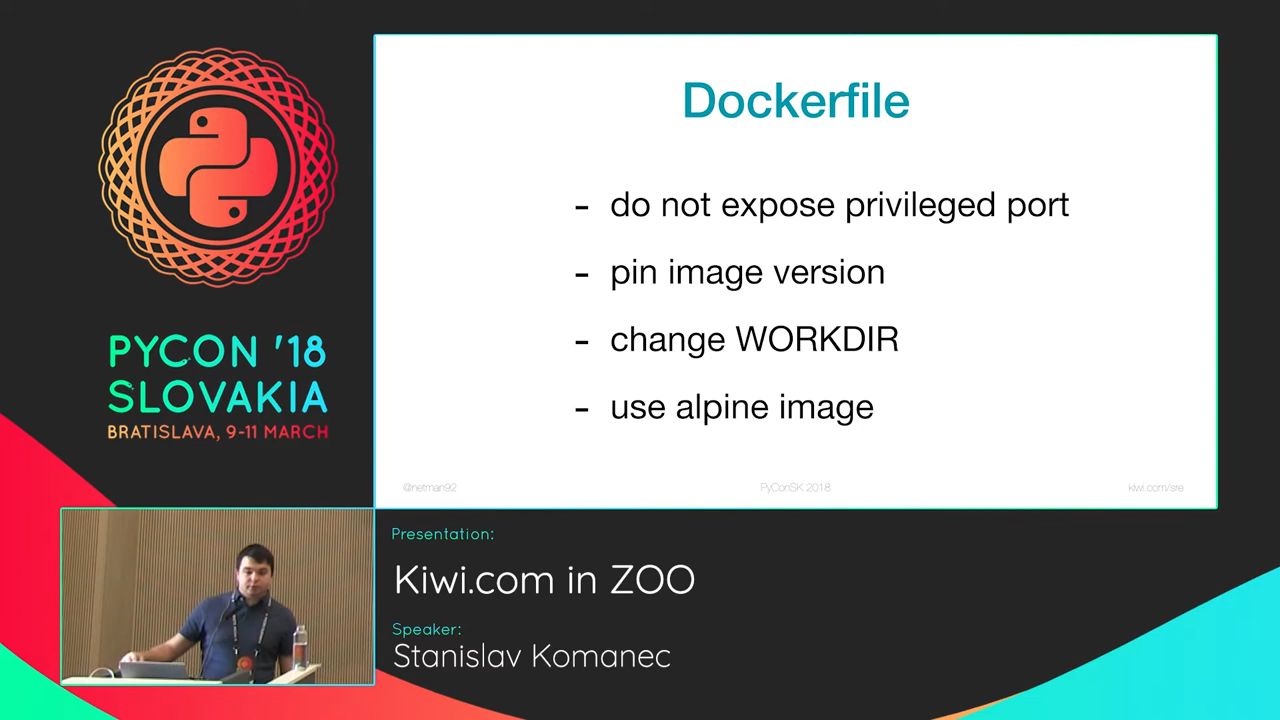 PYCON '18
SLOVAKIA
BRATISLAVA, 9-11 MARCH
Dockerfile
- do not expose privileged port
- pin image version
- change WORKDIR
- use alpine image
@netman92 PyConSK 2018 kiwi.com/sre
Presentation:
Kiwi.com in ZOO
Speaker:
Stanislav Komanec